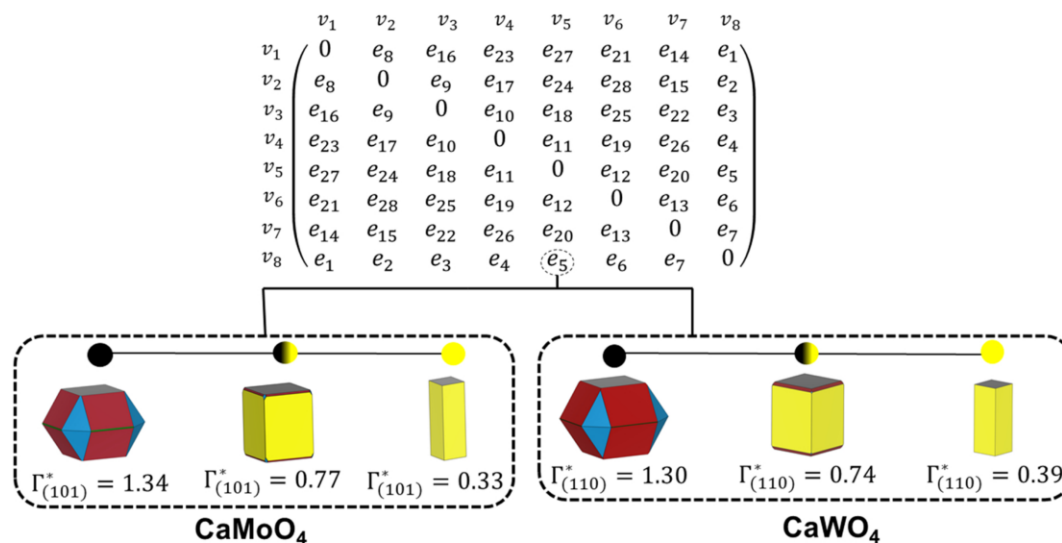 v₁ v₂ v₃ v₄ v₅ v₆ v₇ v₈
v₁ 0 e₈ e₁₆ e₂₃ e₂₇ e₂₁ e₁₄ e₁
v₂ e₈ 0 e₉ e₁₇ e₂₄ e₂₈ e₁₅ e₂
v₃ e₁₆ e₉ 0 e₁₀ e₁₈ e₂₅ e₂₂ e₃
v₄ e₂₃ e₁₇ e₁₀ 0 e₁₁ e₁₉ e₂₆ e₄
v₅ e₂₇ e₂₄ e₁₈ e₁₁ 0 e₁₂ e₂₀ e₅
v₆ e₂₁ e₂₈ e₂₅ e₁₉ e₁₂ 0 e₁₃ e₆
v₇ e₁₄ e₁₅ e₂₂ e₂₆ e₂₀ e₁₃ 0 e₇
v₈ e₁ e₂ e₃ e₄ e₅ e₆ e₇ 0
Γ*₍₁₀₁₎ = 1.34 Γ*₍₁₀₁₎ = 0.77 Γ*₍₁₀₁₎ = 0.33
CaMoO₄
Γ*₍₁₁₀₎ = 1.30 Γ*₍₁₁₀₎ = 0.74 Γ*₍₁₁₀₎ = 0.39
CaWO₄